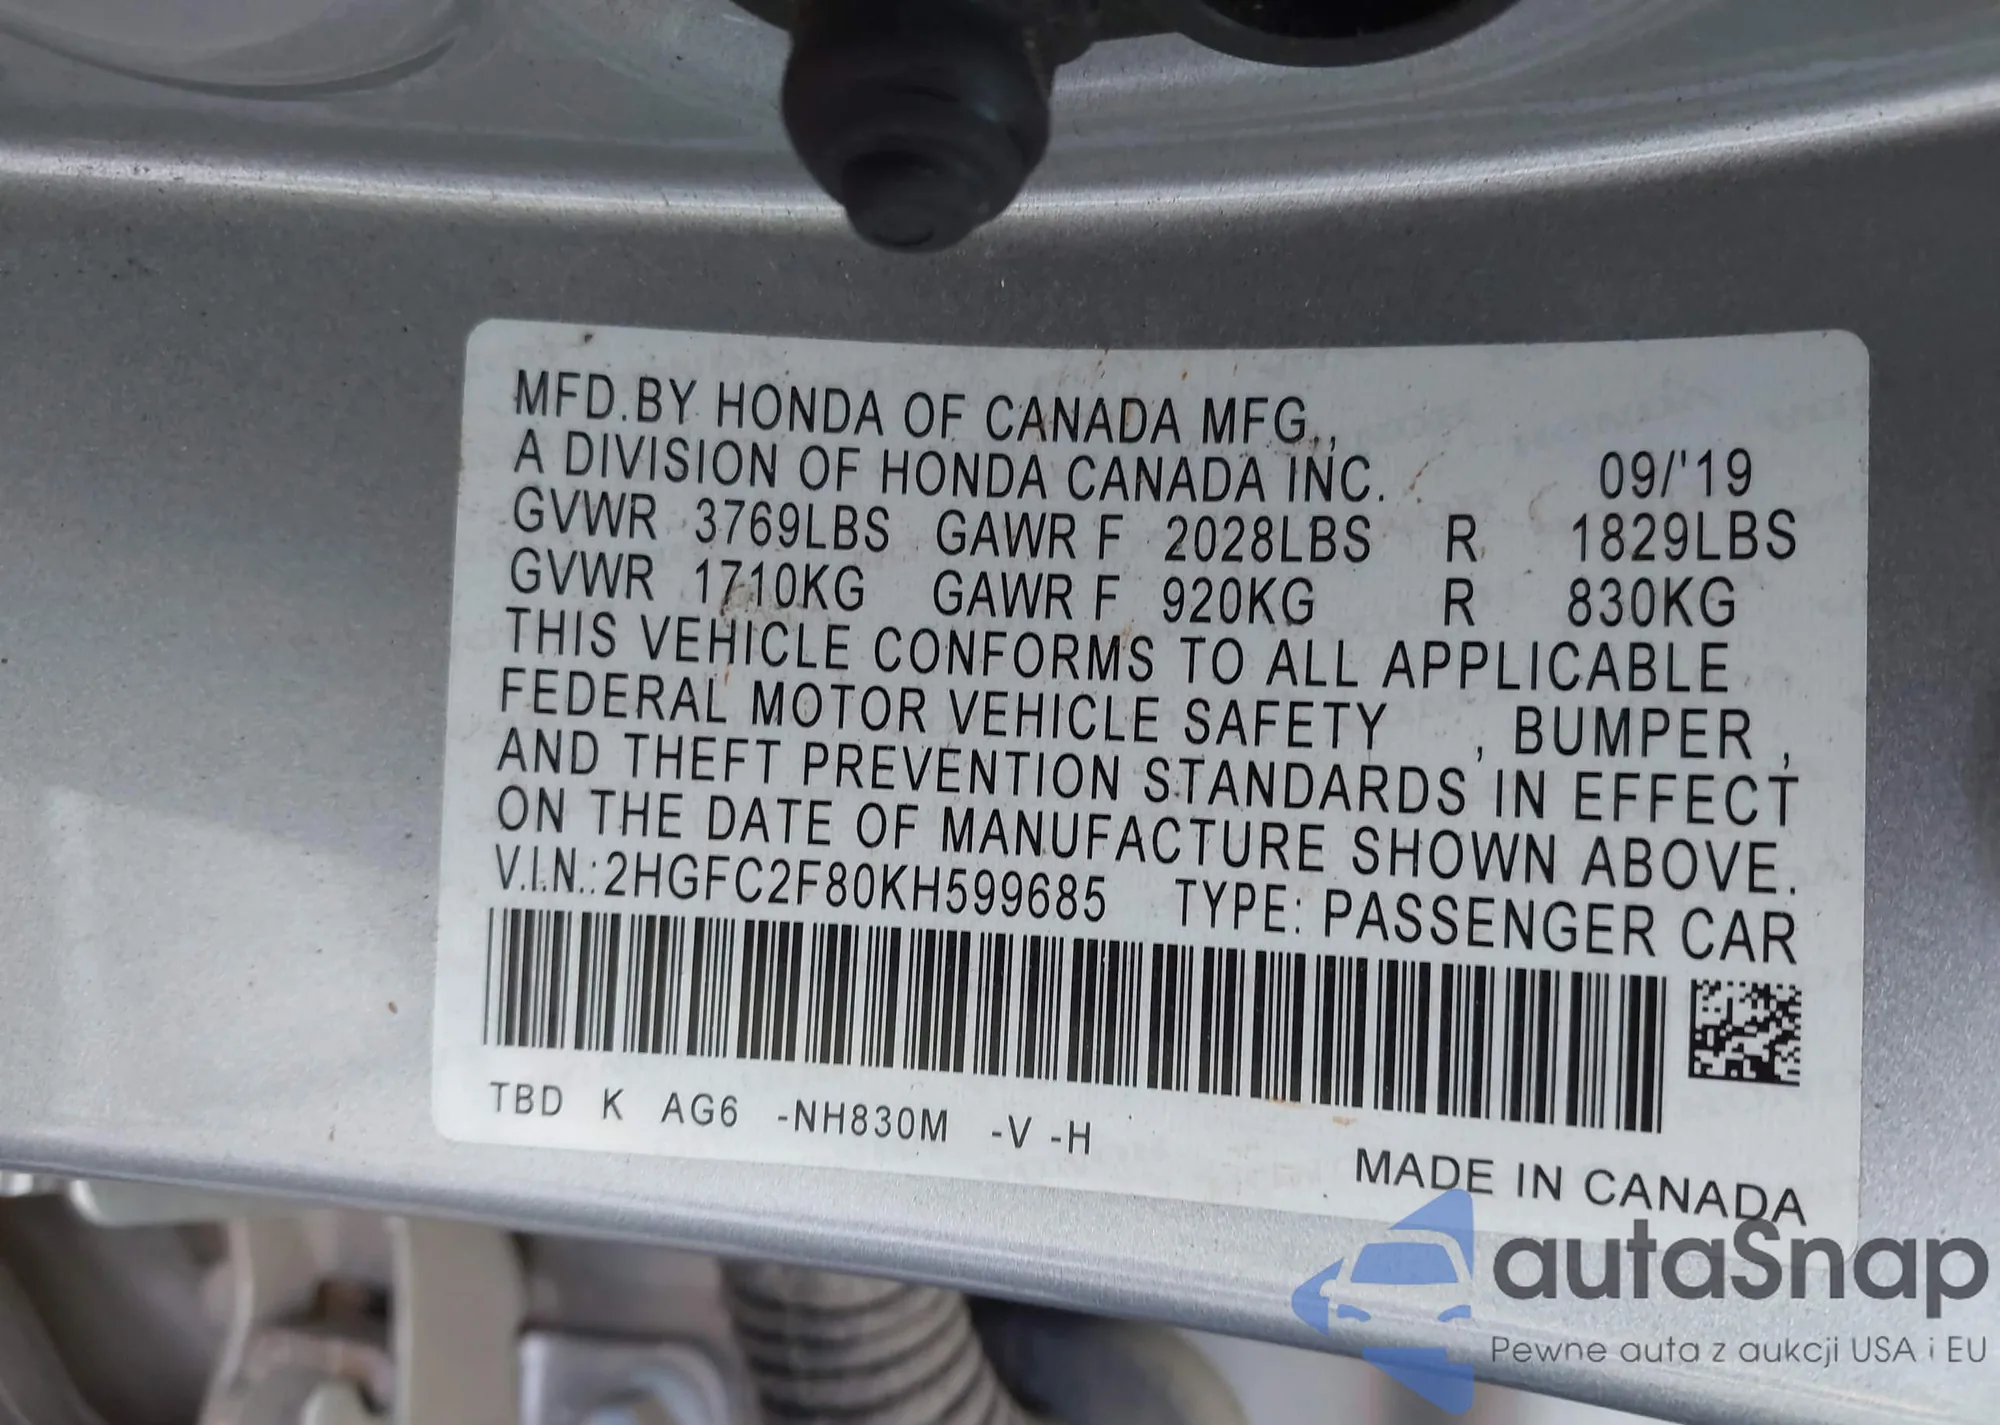 MFD.BY HONDA OF CANADA MFG.,
A DIVISION OF HONDA CANADA INC. 09/'19
GVWR 3769LBS GAWR F 2028LBS R 1829LBS
GVWR 1710KG GAWR F 920KG R 830KG
THIS VEHICLE CONFORMS TO ALL APPLICABLE
FEDERAL MOTOR VEHICLE SAFETY , BUMPER ,
AND THEFT PREVENTION STANDARDS IN EFFECT
ON THE DATE OF MANUFACTURE SHOWN ABOVE.
V.I.N.:2HGFC2F80KH599685 TYPE: PASSENGER CAR
TBD K AG6 -NH830M -V -H
MADE IN CANADA
autaSnap
Pewne auta z aukcji USA i EU